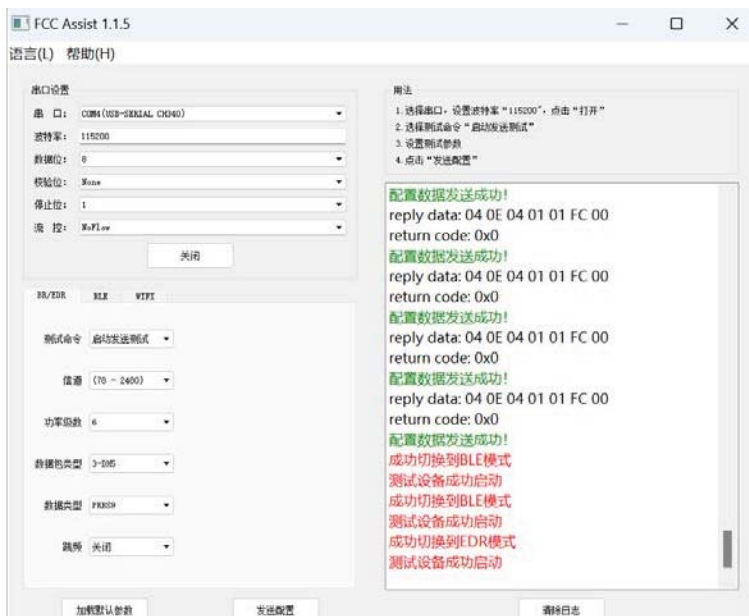 FCC Assist 1.1.5
语言(L) 帮助(H)
串口设置
串 口: COM4(USB-SERIAL CH340)
波特率: 115200
数据位: 8
校验位: None
停止位: 1
流 控: NoFlow
关闭
用法
1.选择串口，设置波特率“115200”，点击“打开”
2.选择测试命令“启动发送测试”
3.设置测试参数
4.点击“发送配置”
BR/EDR BLE WIFI
测试命令 启动发送测试
信道 (78 - 2480)
功率级数 6
数据包类型 3-DH5
数据类型 PRBS9
跳频 关闭
加载默认参数
发送配置
配置数据发送成功!
reply data: 04 0E 04 01 01 FC 00
return code: 0x0
配置数据发送成功!
reply data: 04 0E 04 01 01 FC 00
return code: 0x0
配置数据发送成功!
reply data: 04 0E 04 01 01 FC 00
return code: 0x0
配置数据发送成功!
reply data: 04 0E 04 01 01 FC 00
return code: 0x0
配置数据发送成功!
成功切换到BLE模式
测试设备成功启动
成功切换到BLE模式
测试设备成功启动
成功切换到EDR模式
测试设备成功启动
清除日志